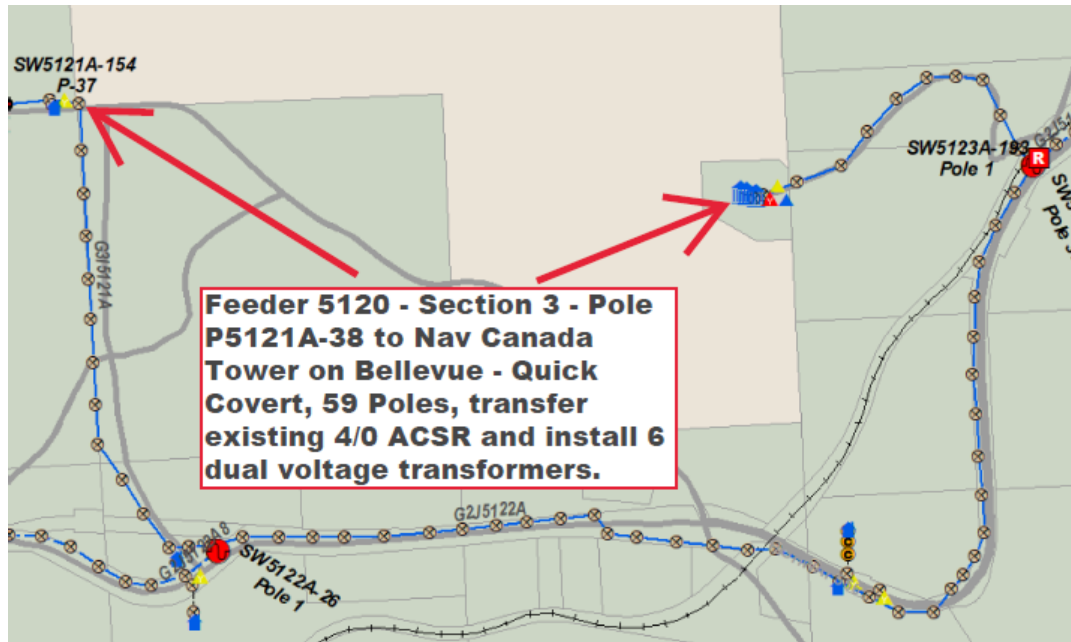 SW5121A-154
P-37
SW5123A-193
Pole 1
R
G3I5121A
Feeder 5120 - Section 3 - Pole
P5121A-38 to Nav Canada
Tower on Bellevue - Quick
Covert, 59 Poles, transfer
existing 4/0 ACSR and install 6
dual voltage transformers.
G2J5122A
SW5122A-26
Pole 1
C
C